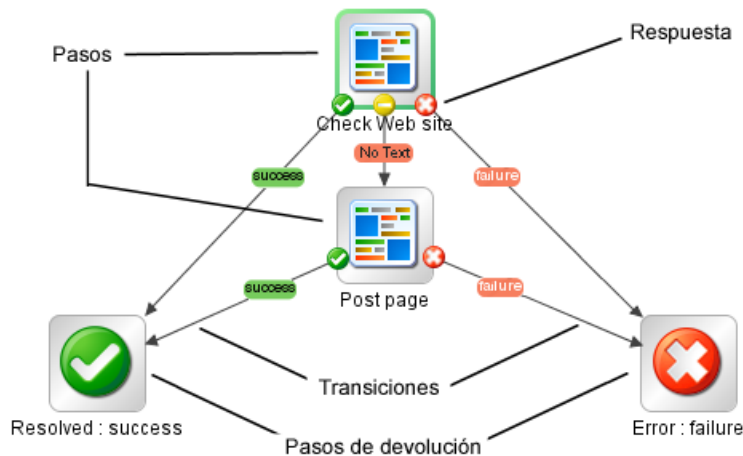 Respuesta
Pasos
Check Web site
No Text
success
failure
success
failure
Post page
Transiciones
Resolved : success
Error : failure
Pasos de devolución